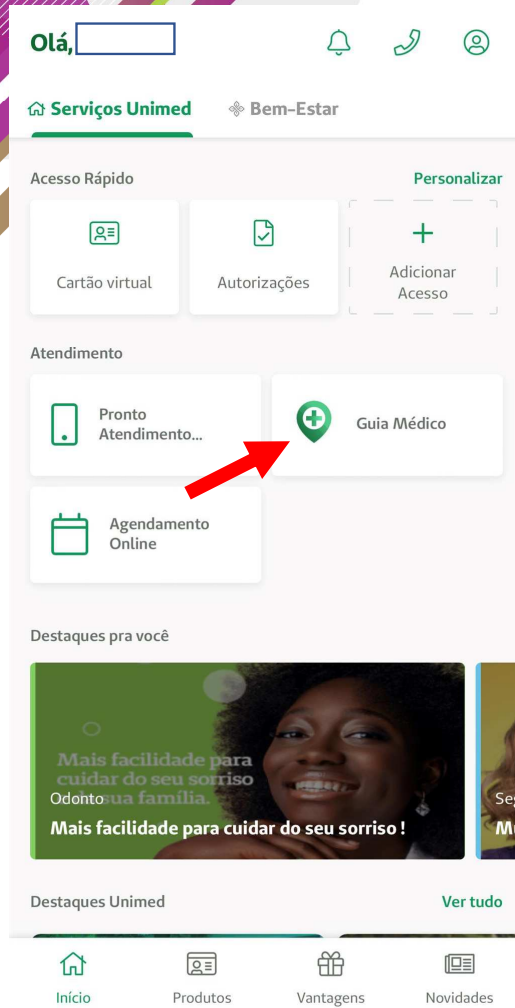 Olá,
Serviços Unimed
Bem-Estar
Acesso Rápido
Personalizar
Cartão virtual
Autorizações
Adicionar
Acesso
Atendimento
Pronto
Atendimento...
Guia Médico
Agendamento
Online
Destaques pra você
Mais facilidade para
cuidar do seu sorriso
sua família.
Odonto
Mais facilidade para cuidar do seu sorriso !
Destaques Unimed
Ver tudo
Início
Produtos
Vantagens
Novidades